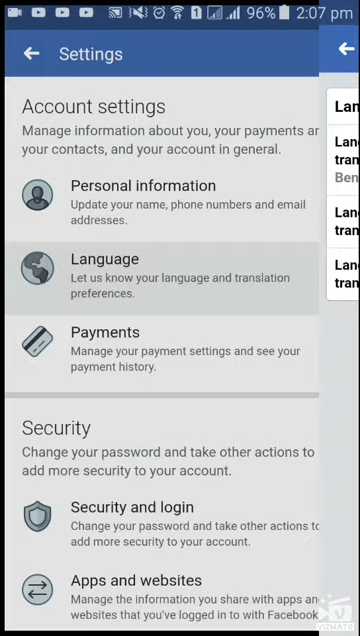 1 96% 2:07 pm
Settings
Account settings
Manage information about you, your payments ar
your contacts, and your account in general.
Personal information
Update your name, phone numbers and email
addresses.
Language
Let us know your language and translation
preferences.
Payments
Manage your payment settings and see your
payment history.
Security
Change your password and take other actions to
add more security to your account.
Security and login
Change your password and take other actions to
add more security to your account.
Apps and websites
Manage the information you share with apps an
websites that you've logged in to with Facebook
Lan
Lan
tran
Ben
Lan
tran
Lan
tran
VIZMATO